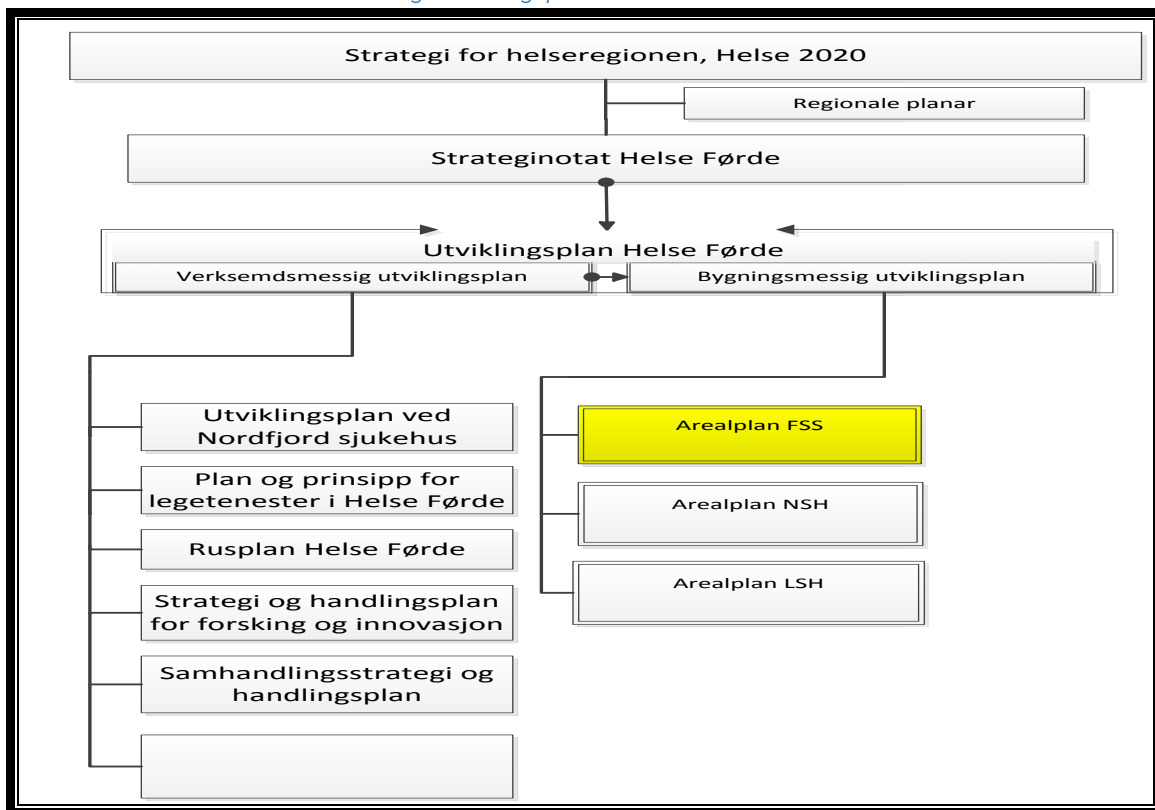 Strategi for helseregionen, Helse 2020
Regionale planar
Strateginotat Helse Førde
Utviklingsplan Helse Førde
Verksemdsmessig utviklingsplan
Bygningsmessig utviklingsplan
Utviklingsplan ved
Nordfjord sjukehus
Plan og prinsipp for
legetenester i Helse Førde
Rusplan Helse Førde
Strategi og handlingsplan
for forsking og innovasjon
Samhandlingsstrategi og
handlingsplan
Arealplan FSS
Arealplan NSH
Arealplan LSH